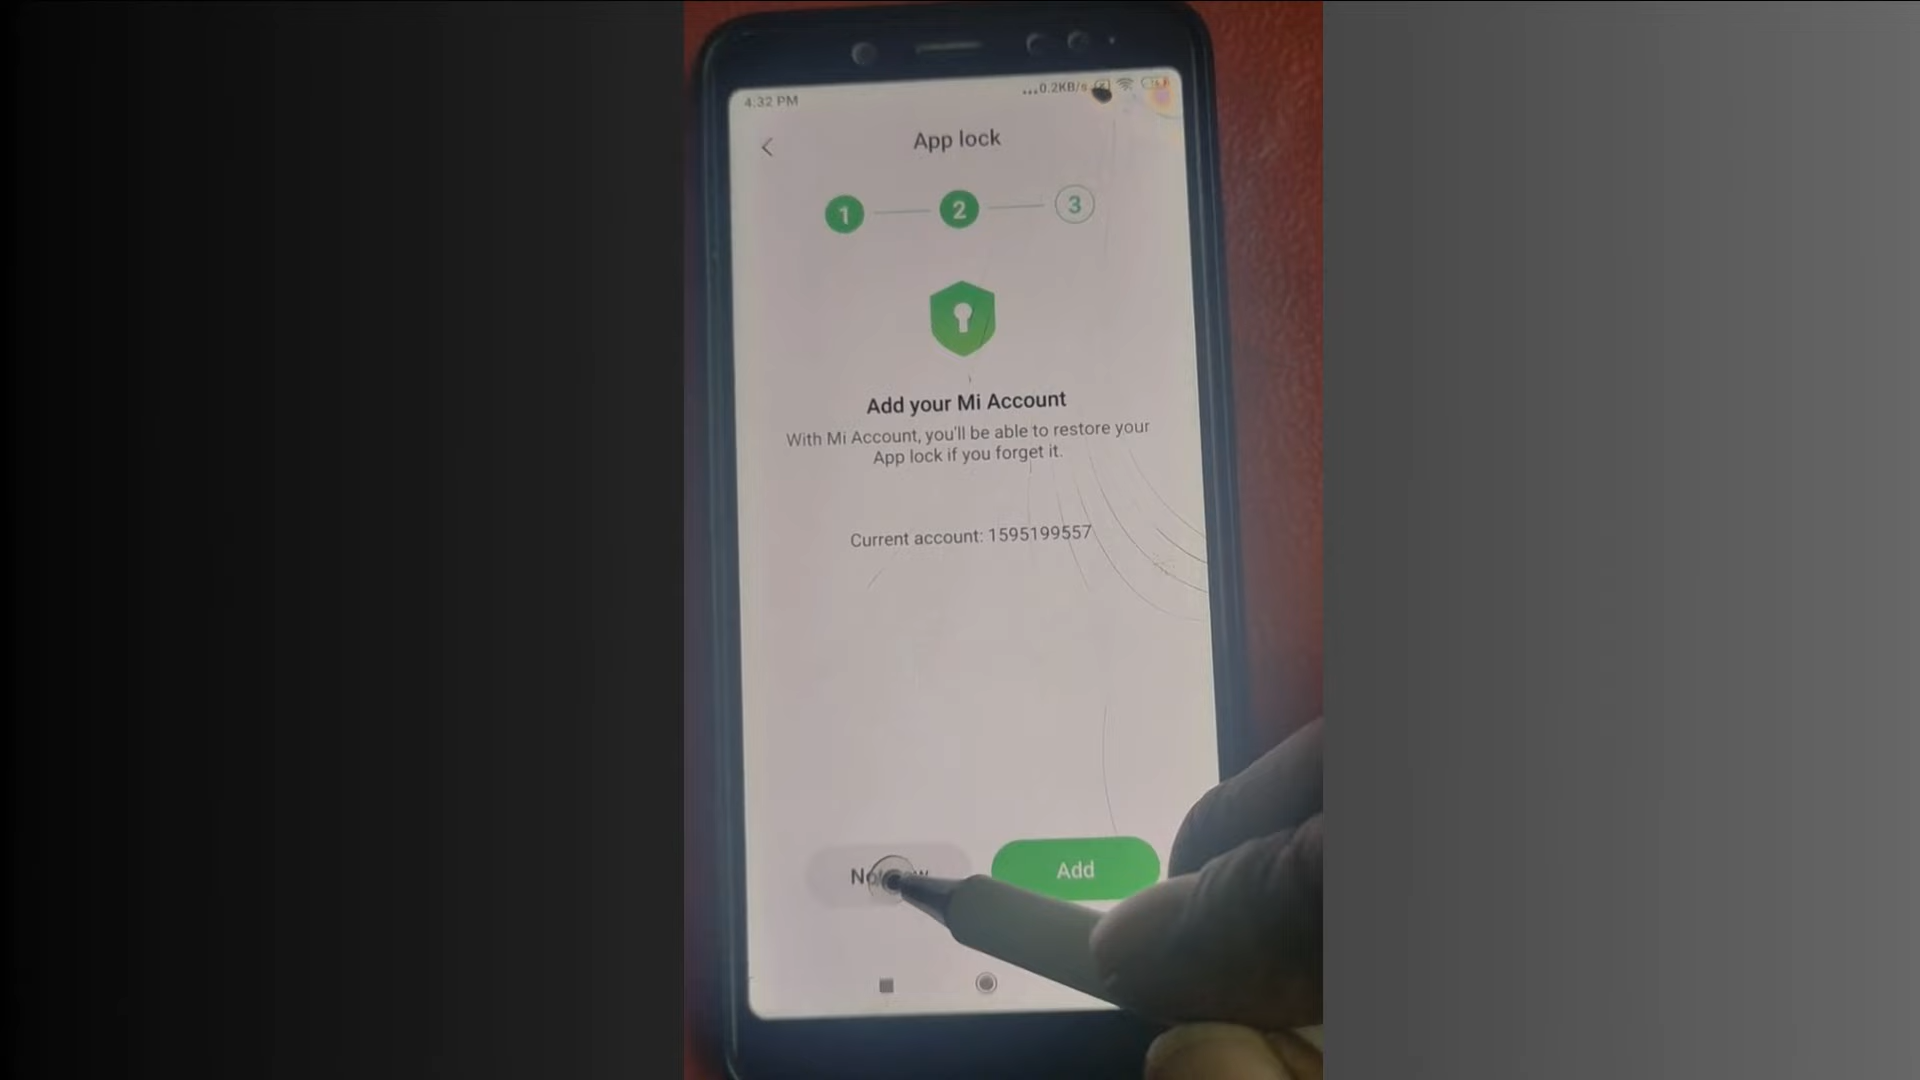 4:32 PM
...0.2KB/s
App lock
1
2
3
Add your Mi Account
With Mi Account, you'll be able to restore your
App lock if you forget it.
Current account: 1595199557
Add